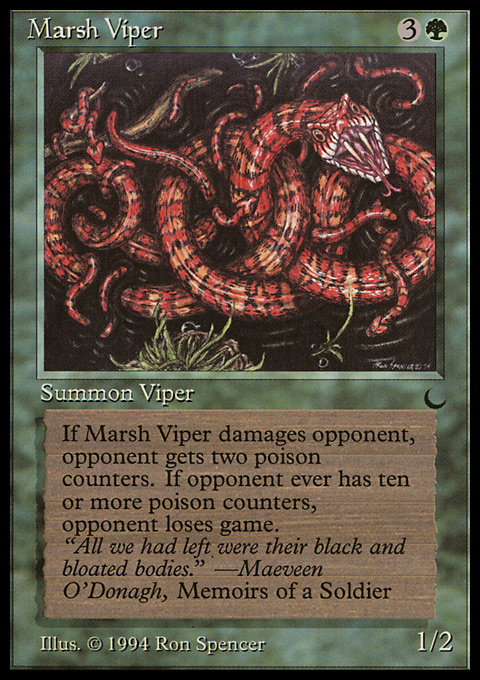 Marsh Viper 3
Summon Viper
If Marsh Viper damages opponent,
opponent gets two poison
counters. If opponent ever has ten
or more poison counters,
opponent loses game.
“All we had left were their black and
bloated bodies.” —Maeveen
O’Donagh, Memoirs of a Soldier
Illus. © 1994 Ron Spencer 1/2